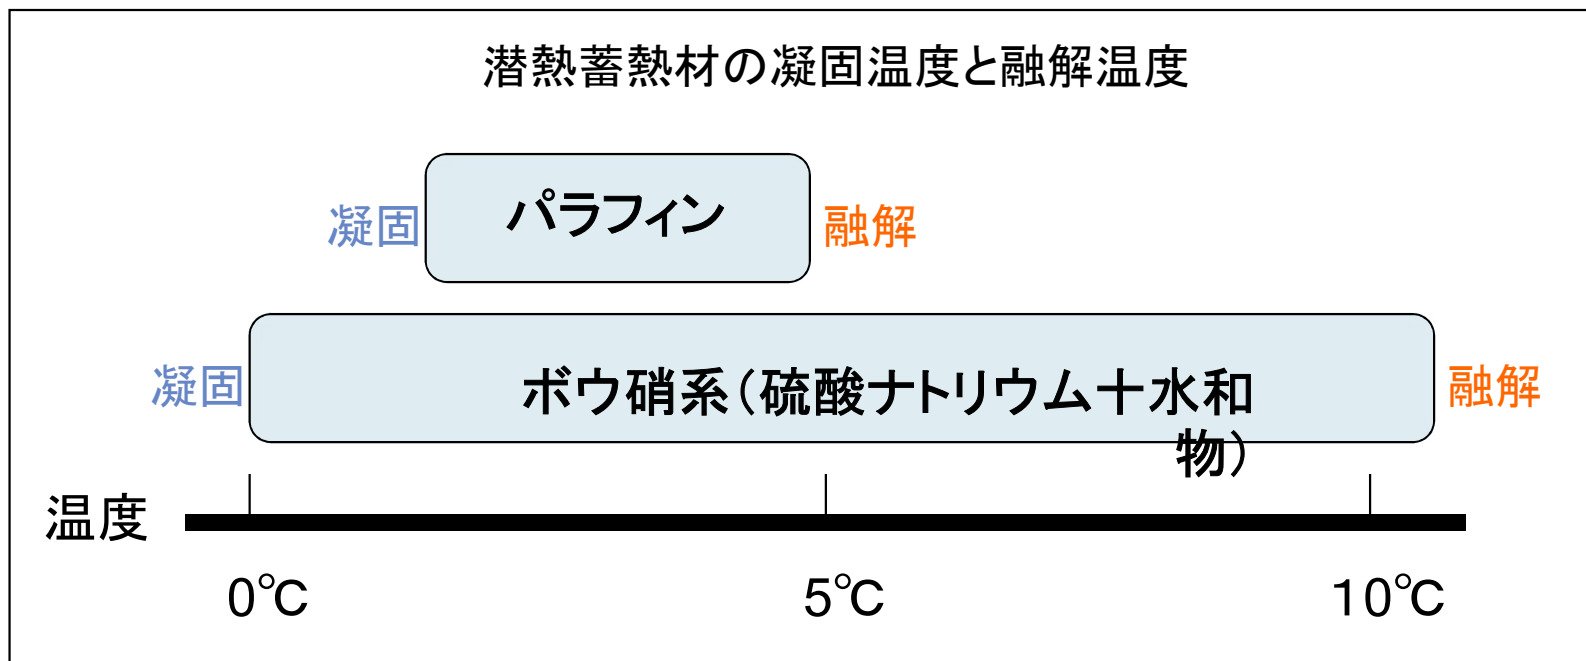 潜熱蓄熱材の凝固温度と融解温度
凝固
パラフィン
融解
凝固
ボウ硝系(硫酸ナトリウム十水和
物)
融解
温度
0℃
5℃
10℃